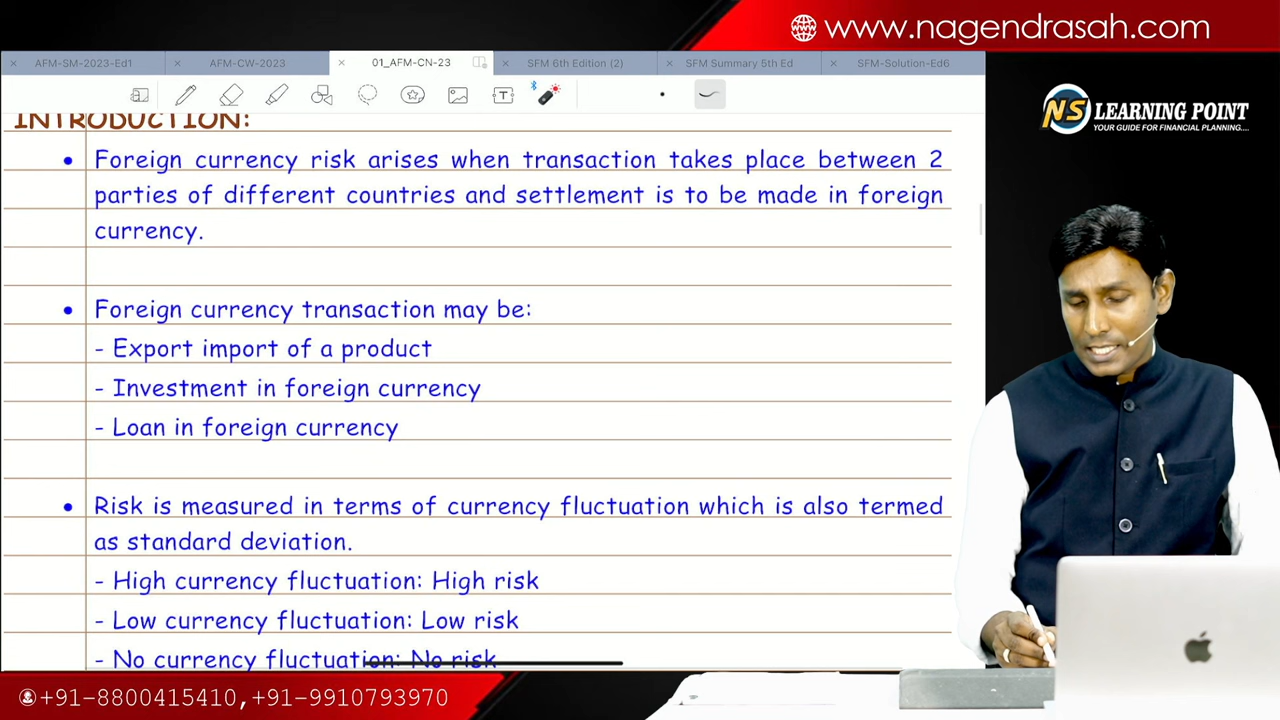 www.nagendrasah.com
AFM-SM-2023-Ed1
AFM-CW-2023
01_AFM-CN-23
SFM 6th Edition (2)
SFM Summary 5th Ed
SFM-Solution-Ed6
NS LEARNING POINT
YOUR GUIDE FOR FINANCIAL PLANNING....
INTRODUCTION:
• Foreign currency risk arises when transaction takes place between 2
parties of different countries and settlement is to be made in foreign
currency.
• Foreign currency transaction may be:
- Export import of a product
- Investment in foreign currency
- Loan in foreign currency
• Risk is measured in terms of currency fluctuation which is also termed
as standard deviation.
- High currency fluctuation: High risk
- Low currency fluctuation: Low risk
- No currency fluctuation: No risk
+91-8800415410,+91-9910793970